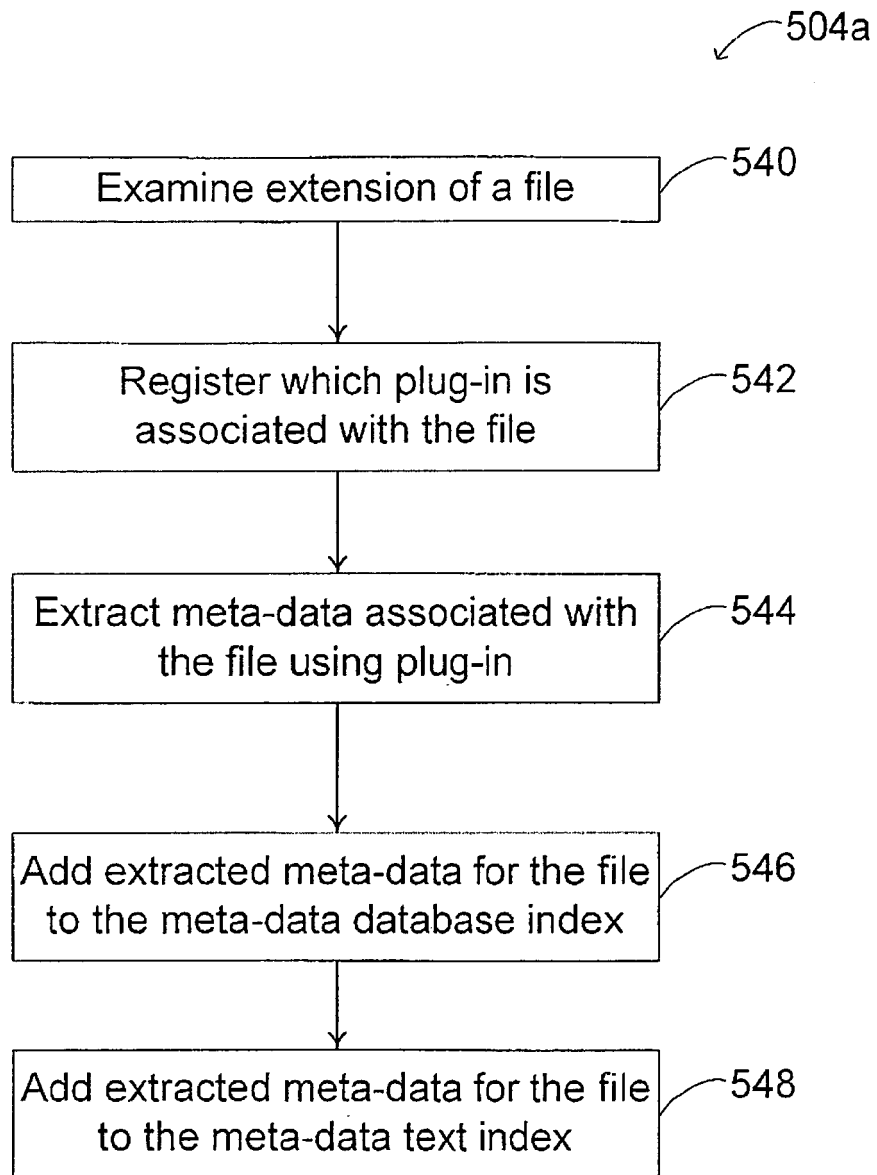 504a
Examine extension of a file
540
Register which plug-in is
associated with the file
542
Extract meta-data associated with
the file using plug-in
544
Add extracted meta-data for the file
to the meta-data database index
546
Add extracted meta-data for the file
to the meta-data text index
548